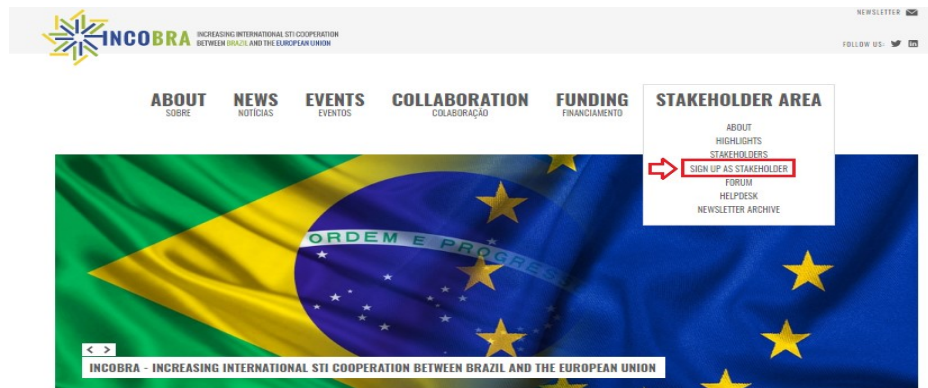 NEWSLETTER
INCOBRA
INCREASING INTERNATIONAL STI COOPERATION
BETWEEN BRAZIL AND THE EUROPEAN UNION
FOLLOW US:
ABOUT
SOBRE
NEWS
NOTÍCIAS
EVENTS
EVENTOS
COLLABORATION
COLABORAÇÃO
FUNDING
FINANCIAMENTO
STAKEHOLDER AREA
ABOUT
HIGHLIGHTS
STAKEHOLDERS
SIGN UP AS STAKEHOLDER
FORUM
HELPDESK
NEWSLETTER ARCHIVE
ORDEM E PROGRESS
< >
INCOBRA - INCREASING INTERNATIONAL STI COOPERATION BETWEEN BRAZIL AND THE EUROPEAN UNION